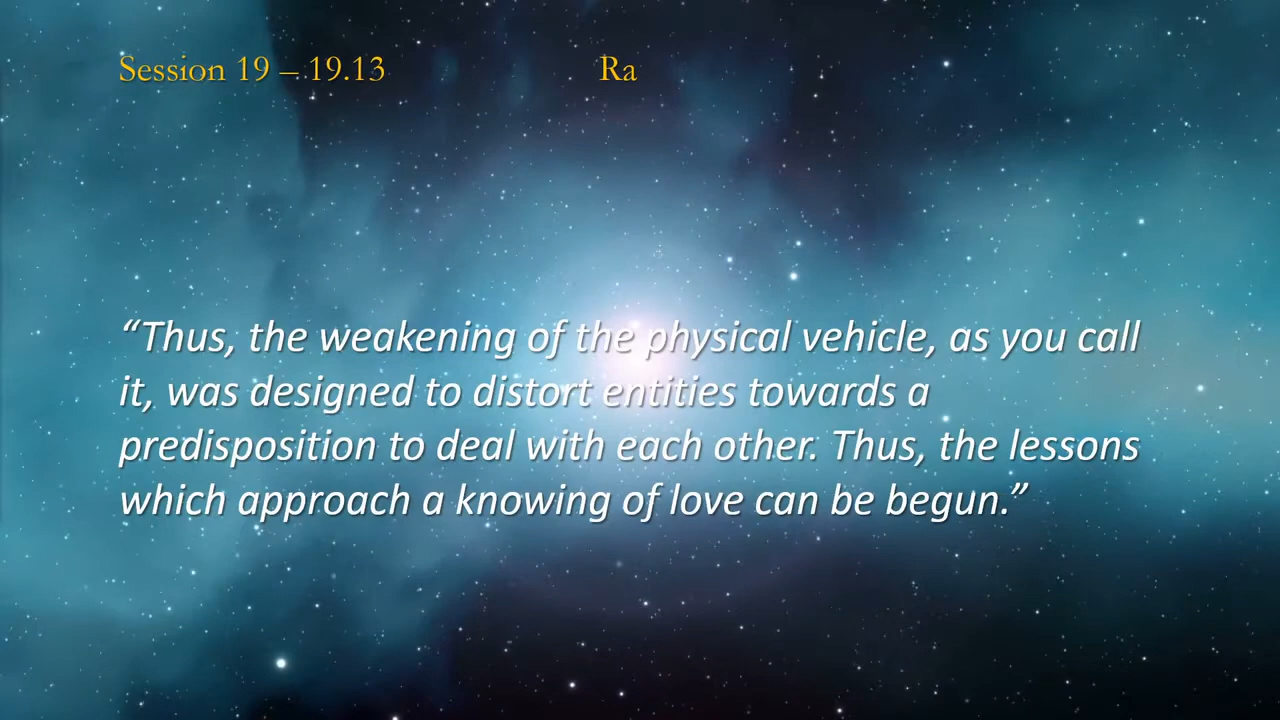 Session 19 – 19.13 Ra
“Thus, the weakening of the physical vehicle, as you call
it, was designed to distort entities towards a
predisposition to deal with each other. Thus, the lessons
which approach a knowing of love can be begun.”